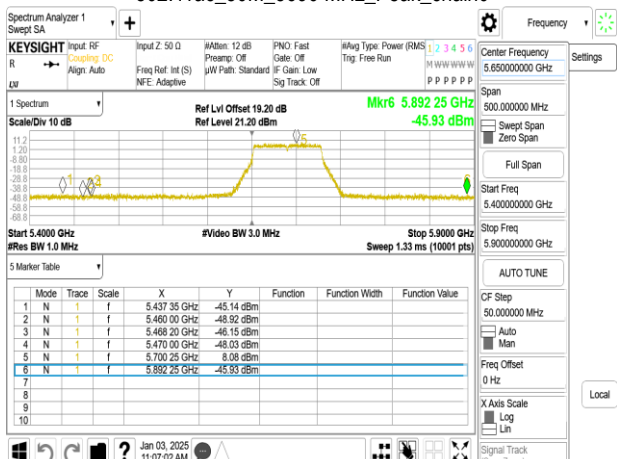 Spectrum Analyzer 1
Swept SA
+
Frequency
KEYSIGHT
R
Input: RF
Coupling: DC
Align: Auto
Input Z: 50 Ω
Freq Ref: Int (S)
NFE: Adaptive
#Atten: 12 dB
Preamp: Off
µW Path: Standard
PNO: Fast
Gate: Off
IF Gain: Low
Sig Track: Off
#Avg Type: Power (RMS
Trig: Free Run
1 2 3 4 5 6
M W W W W W
P P P P P P
1 Spectrum
Scale/Div 10 dB
Ref Lvl Offset 19.20 dB
Ref Level 21.20 dBm
Mkr6 5.892 25 GHz
-45.93 dBm
11.2
1.20
-8.80
-18.8
-28.8
-38.8
-48.8
-58.8
-68.8
Start 5.4000 GHz
#Res BW 1.0 MHz
#Video BW 3.0 MHz
Stop 5.9000 GHz
Sweep 1.33 ms (10001 pts)
5 Marker Table
Mode Trace Scale X Y Function Function Width Function Value
1 N 1 f 5.437 35 GHz -45.14 dBm
2 N 1 f 5.460 00 GHz -48.92 dBm
3 N 1 f 5.468 20 GHz -46.15 dBm
4 N 1 f 5.470 00 GHz -48.03 dBm
5 N 1 f 5.700 25 GHz 8.08 dBm
6 N 1 f 5.892 25 GHz -45.93 dBm
7
8
9
10
Jan 03, 2025
11:07:02 AM
Center Frequency
5.650000000 GHz
Span
500.000000 MHz
Swept Span
Zero Span
Full Span
Start Freq
5.400000000 GHz
Stop Freq
5.900000000 GHz
AUTO TUNE
CF Step
50.000000 MHz
Auto
Man
Freq Offset
0 Hz
X Axis Scale
Log
Lin
Signal Track
Settings
Local